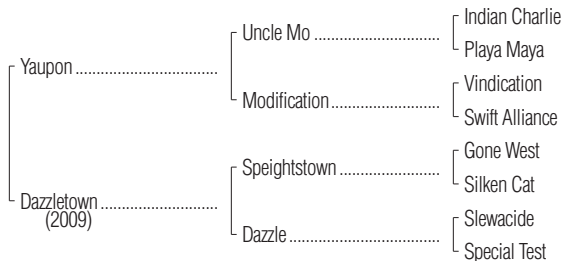 Indian Charlie
Uncle Mo ..............................
Playa Maya
Yaupon ..................................
Vindication
Modification..........................
Swift Alliance
Gone West
Speightstown ........................
Silken Cat
Dazzletown ............................
(2009)
Slewacide
Dazzle....................................
Special Test